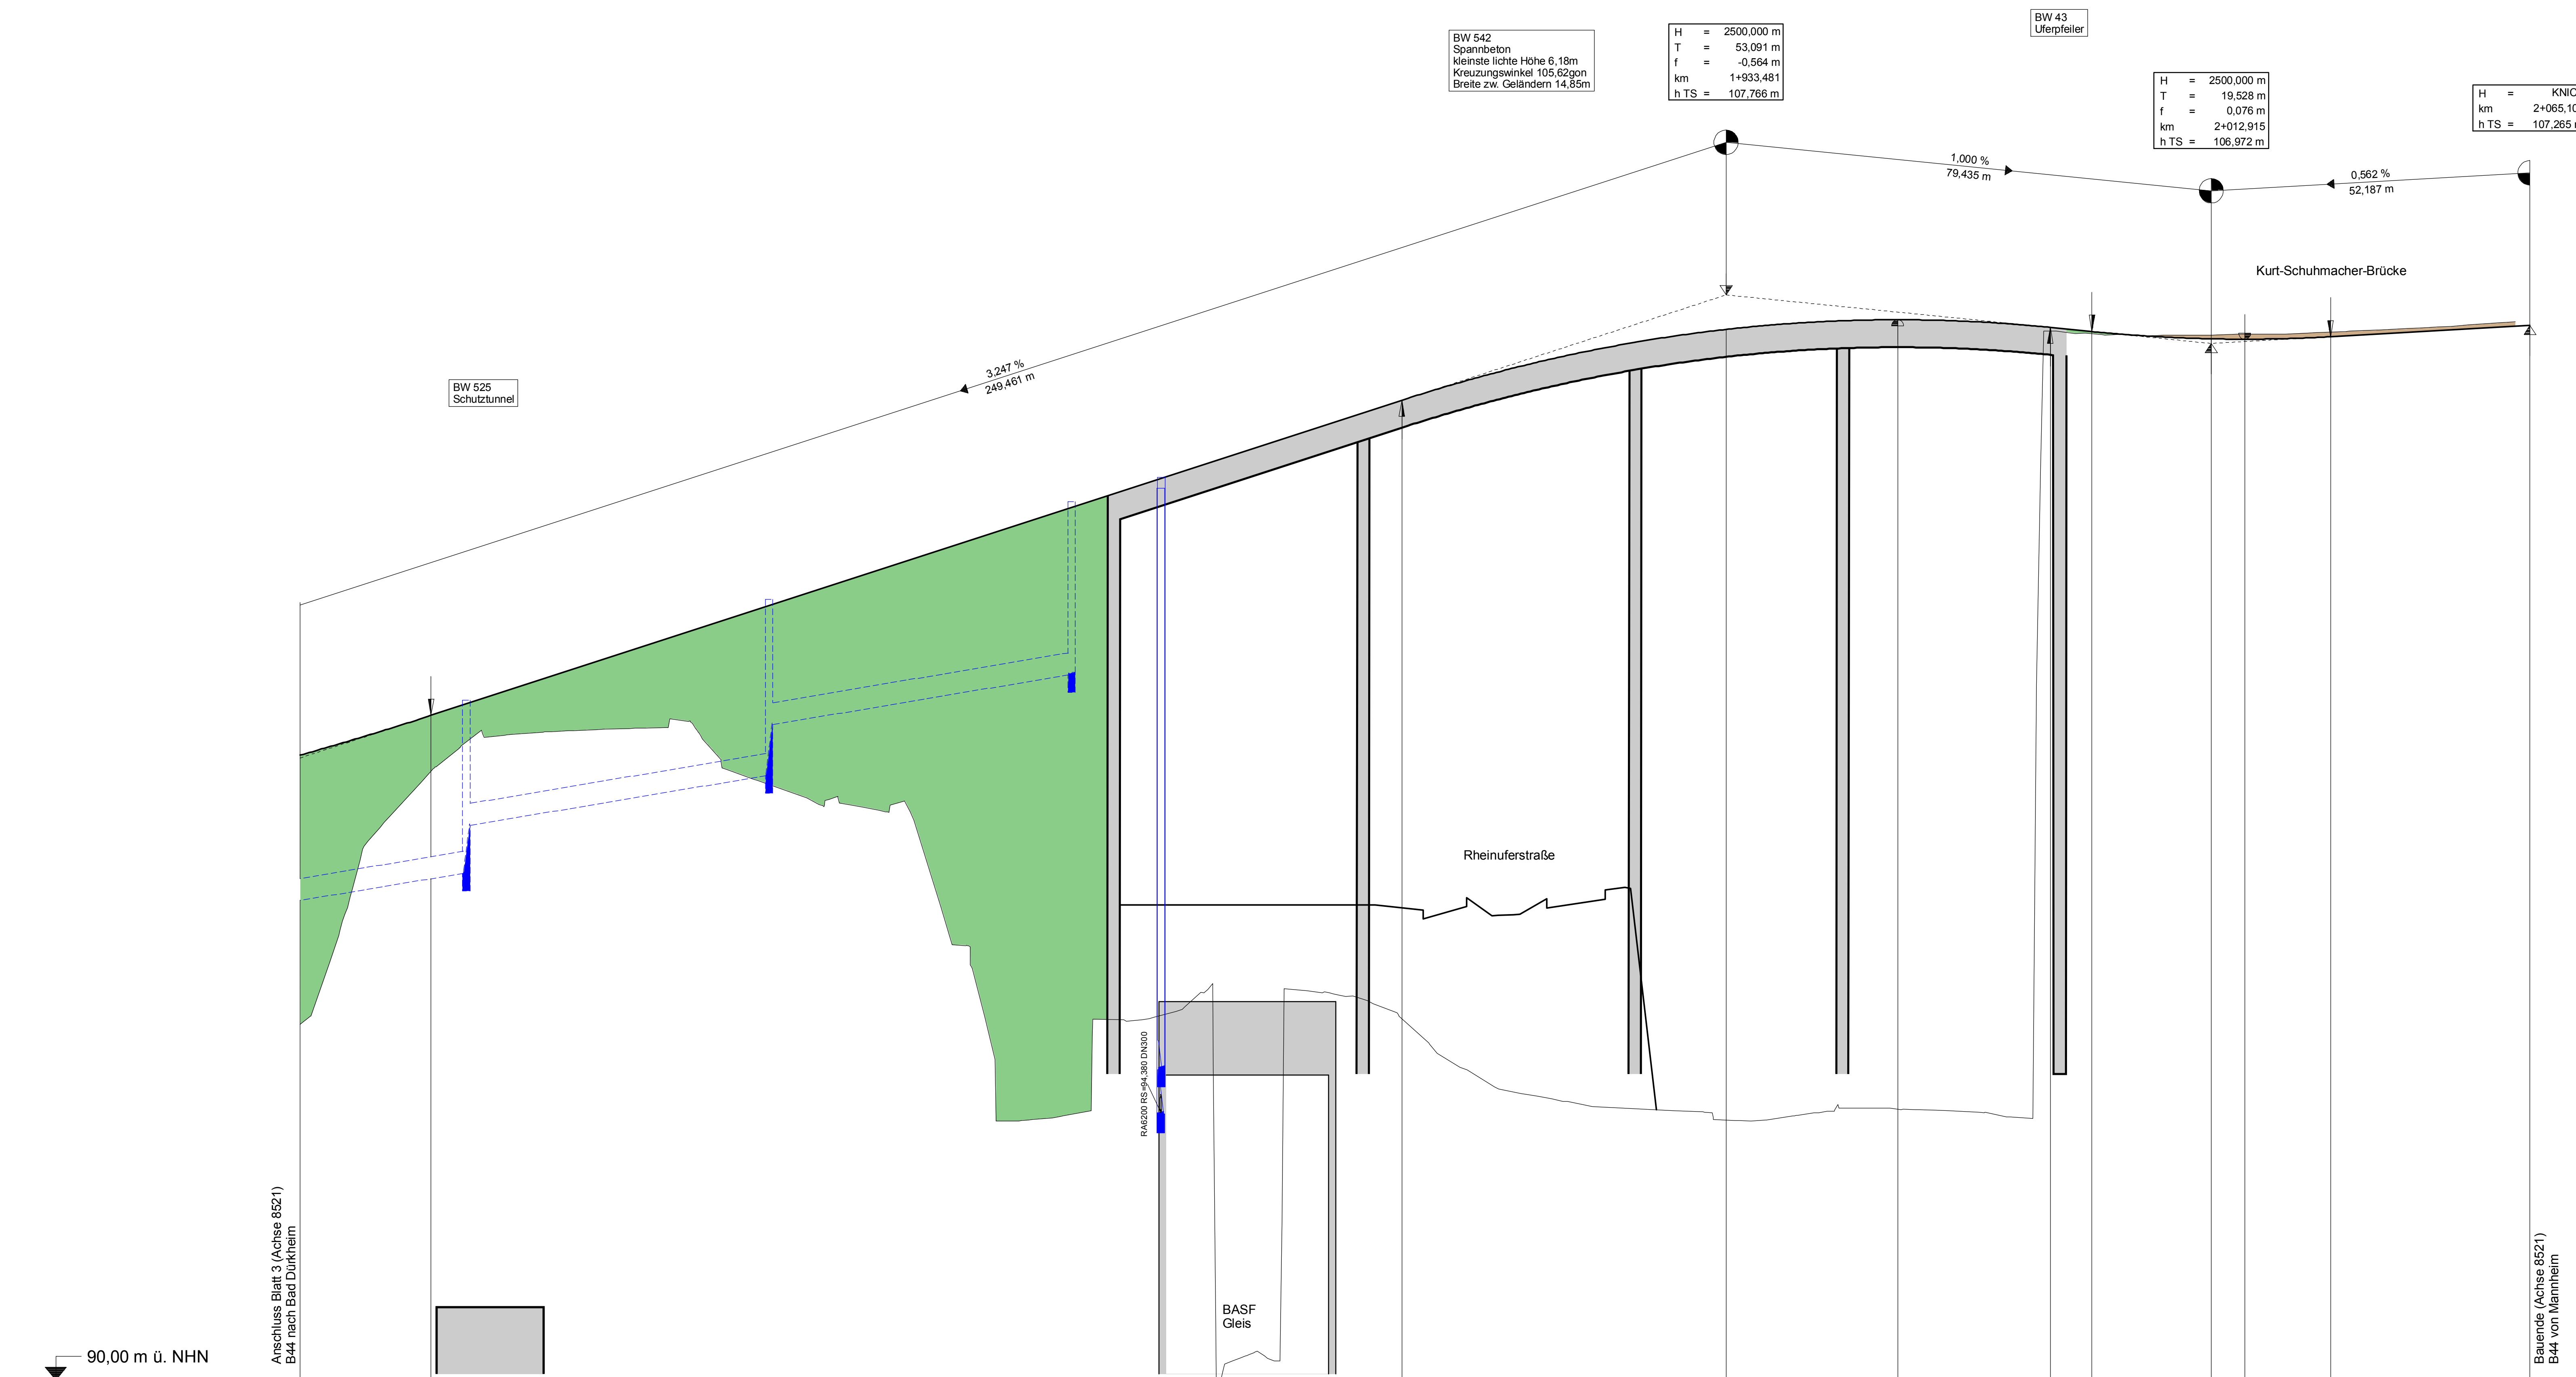 BW 43
Uferpfeiler
BW 542
Spannbeton
kleinste lichte Höhe 6,18m
Kreuzungswinkel 105,62gon
Breite zw. Geländern 14,85m
H = 2500,000 m
T = 53,091 m
f = -0,564 m
km 1+933,481
h TS = 107,766 m
H = 2500,000 m
T = 19,528 m
f = 0,076 m
km 2+012,915
h TS = 106,972 m
H = KNIC
km 2+065,10
h TS = 107,265
1,000 %
79,435 m
0,562 %
52,187 m
Kurt-Schuhmacher-Brücke
3,247 %
249,461 m
BW 525
Schutztunnel
Rheinuferstraße
RA6200 RS=94,380 DN300
Anschluss Blatt 3 (Achse 8521)
B44 nach Bad Dürkheim
BASF
Gleis
Bauende (Achse 8521)
B44 von Mannheim
90,00 m ü. NHN